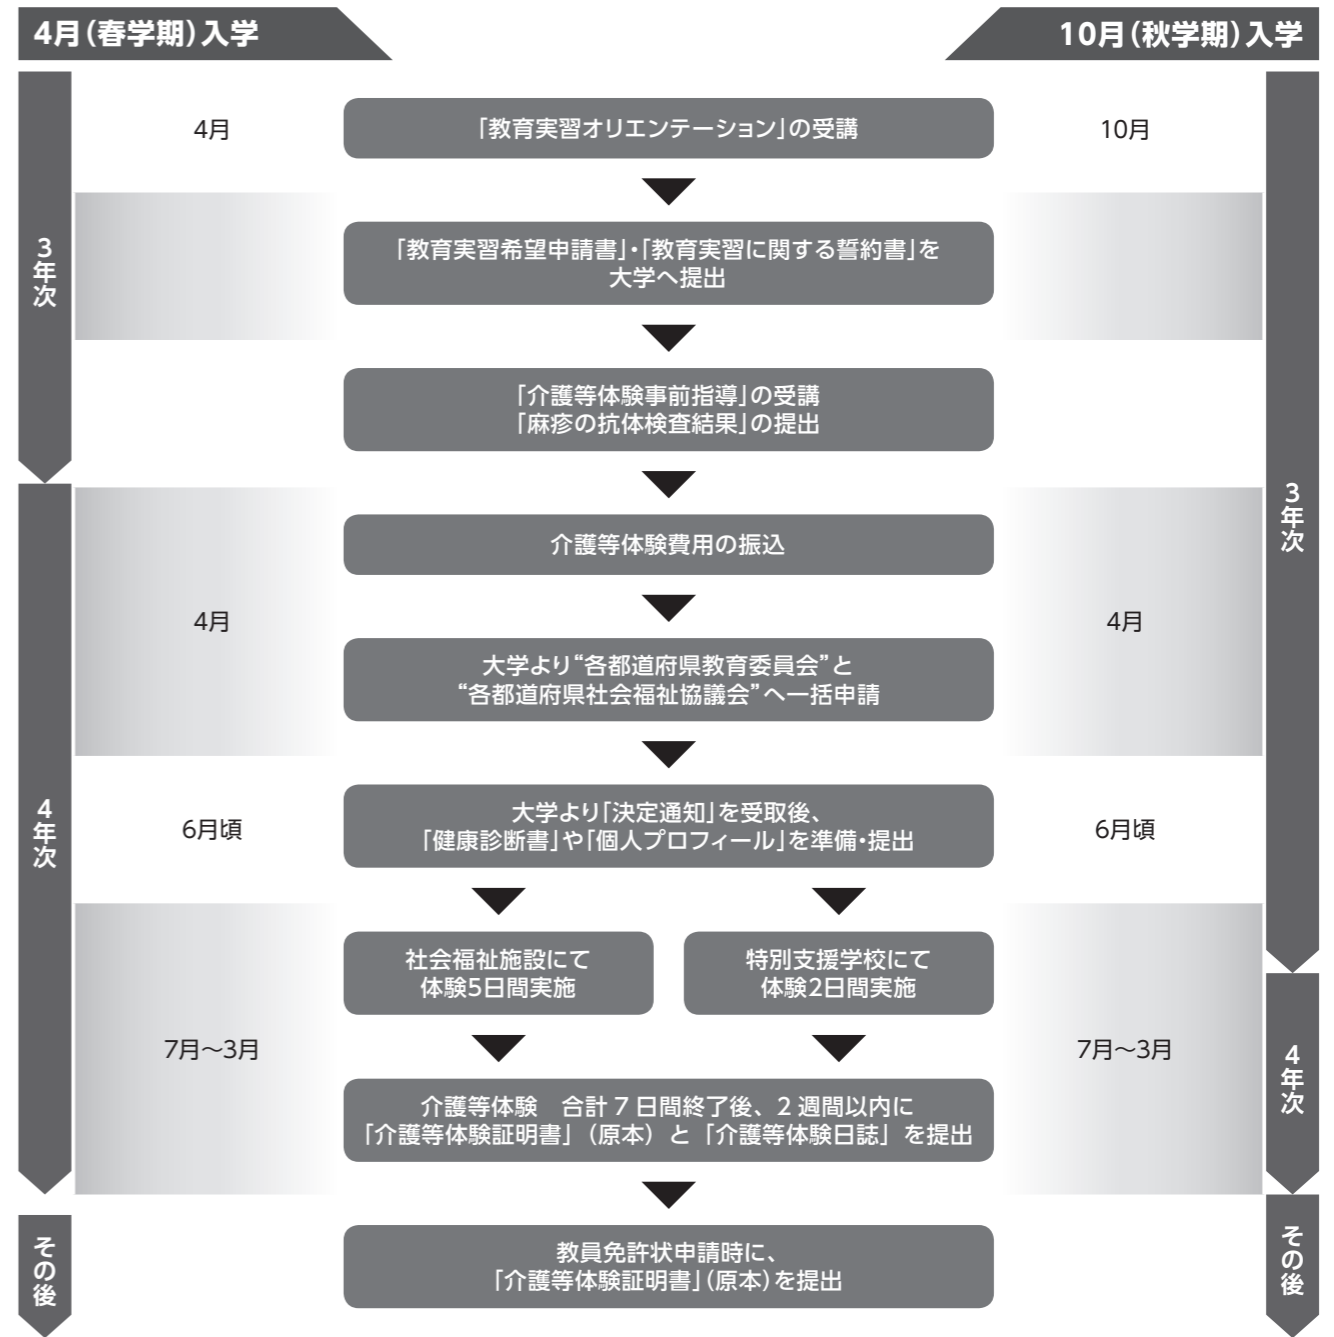 4月（春学期）入学
10月（秋学期）入学
3年次
4年次
その後
4月
「教育実習オリエンテーション」の受講
10月
「教育実習希望申請書」・「教育実習に関する誓約書」を
大学へ提出
「介護等体験事前指導」の受講
「麻疹の抗体検査結果」の提出
介護等体験費用の振込
4月
4月
大学より“各都道府県教育委員会”と
“各都道府県社会福祉協議会”へ一括申請
6月頃
大学より「決定通知」を受取後、
「健康診断書」や「個人プロフィール」を準備・提出
6月頃
社会福祉施設にて
体験5日間実施
特別支援学校にて
体験2日間実施
7月～3月
7月～3月
介護等体験　合計 7 日間終了後、2 週間以内に
「介護等体験証明書」（原本）と「介護等体験日誌」を提出
教員免許状申請時に、
「介護等体験証明書」（原本）を提出
3年次
4年次
その後